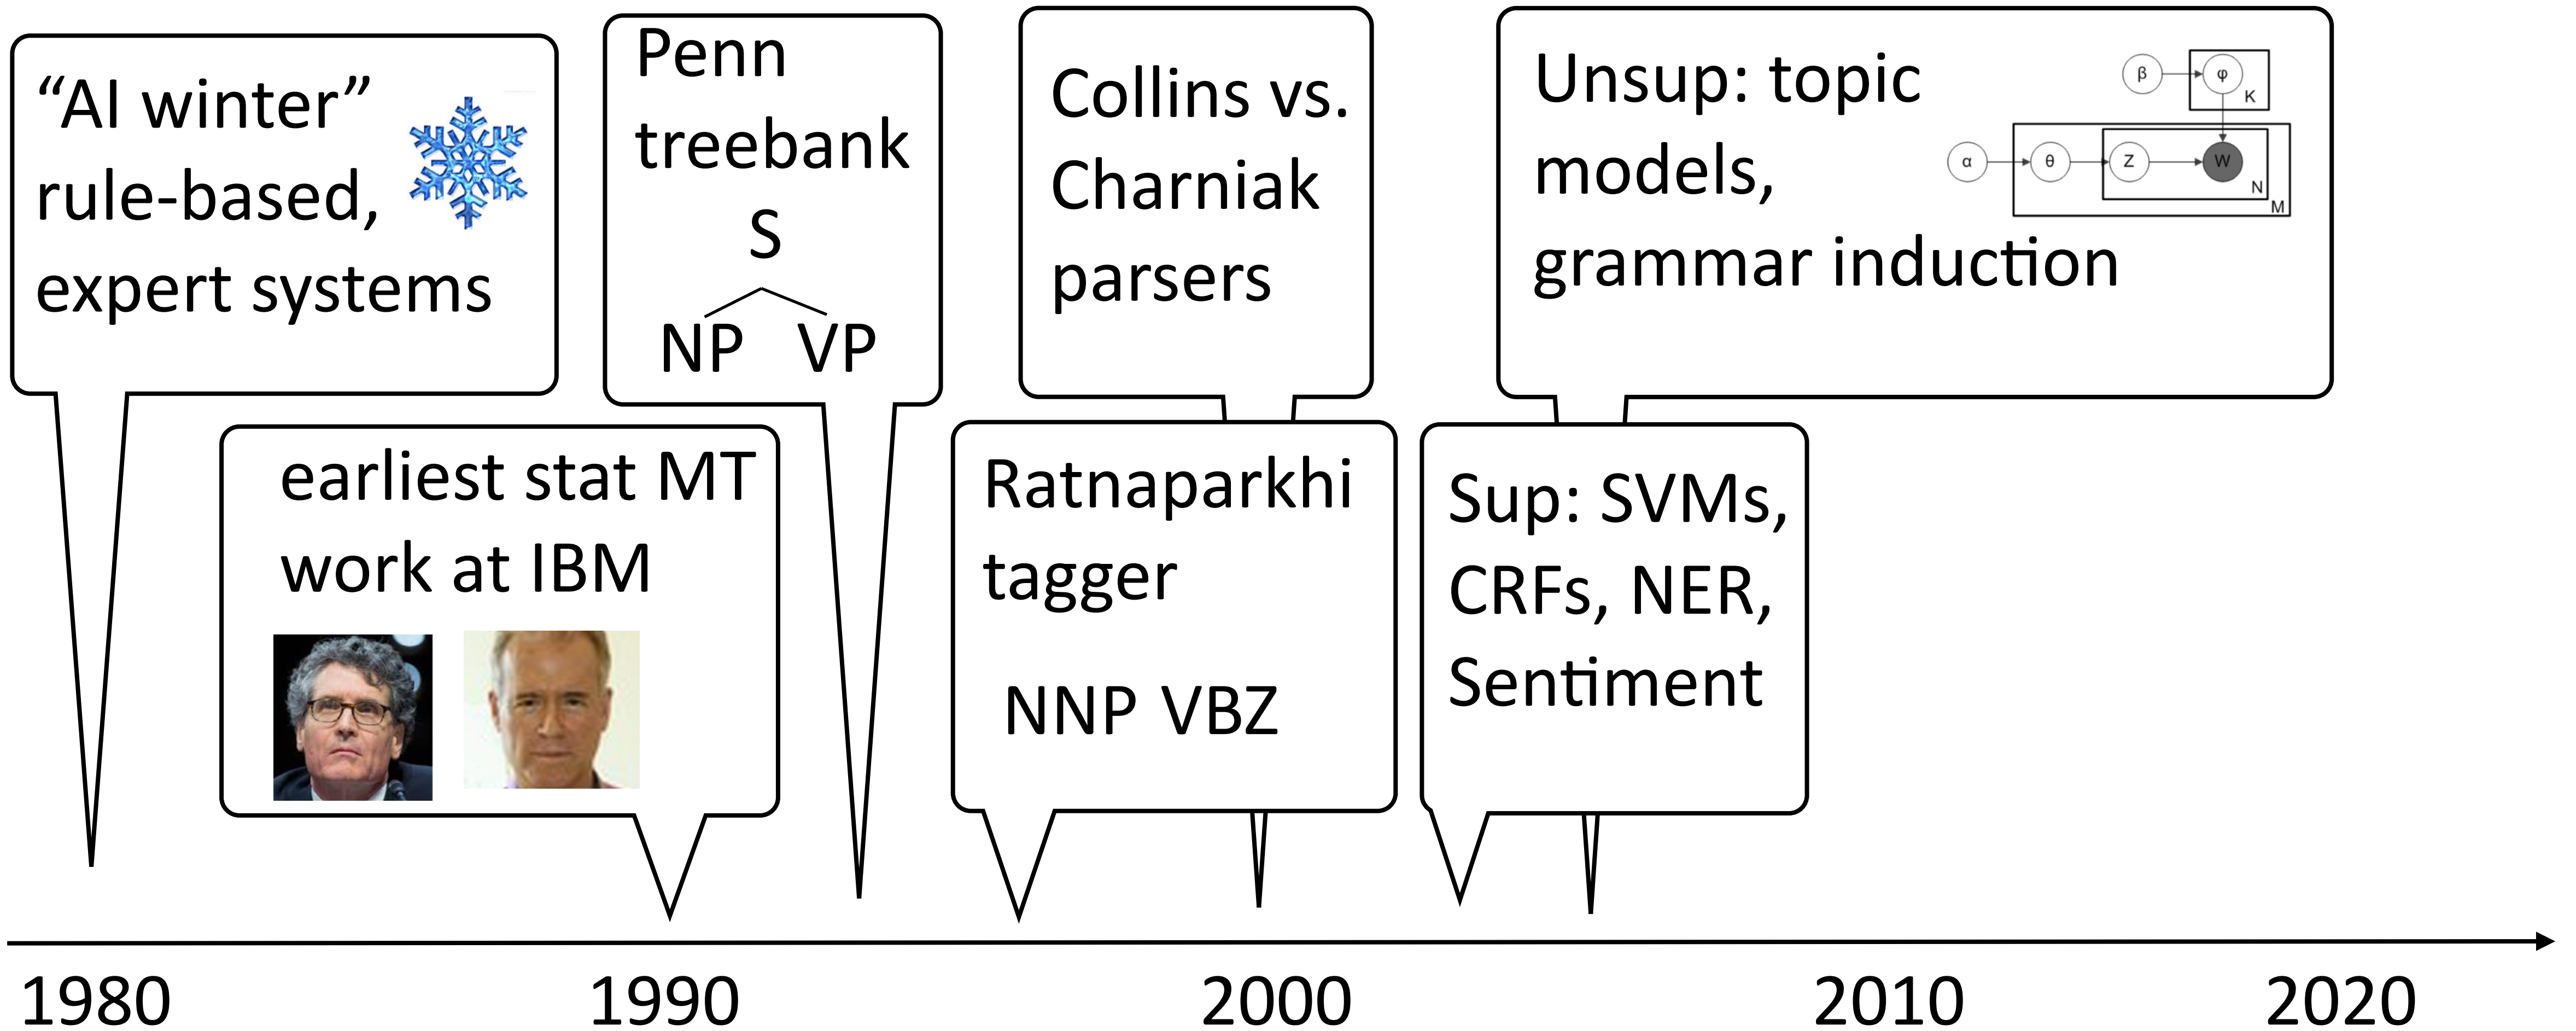 “AI winter”
rule-based,
expert systems
earliest stat MT
work at IBM
Penn
treebank
S
NP VP
Collins vs.
Charniak
parsers
Ratnaparkhi
tagger
NNP VBZ
Unsup: topic
models,
grammar induction
β φ
K
α θ Z W
N
M
Sup: SVMs,
CRFs, NER,
Sentiment
1980 1990 2000 2010 2020